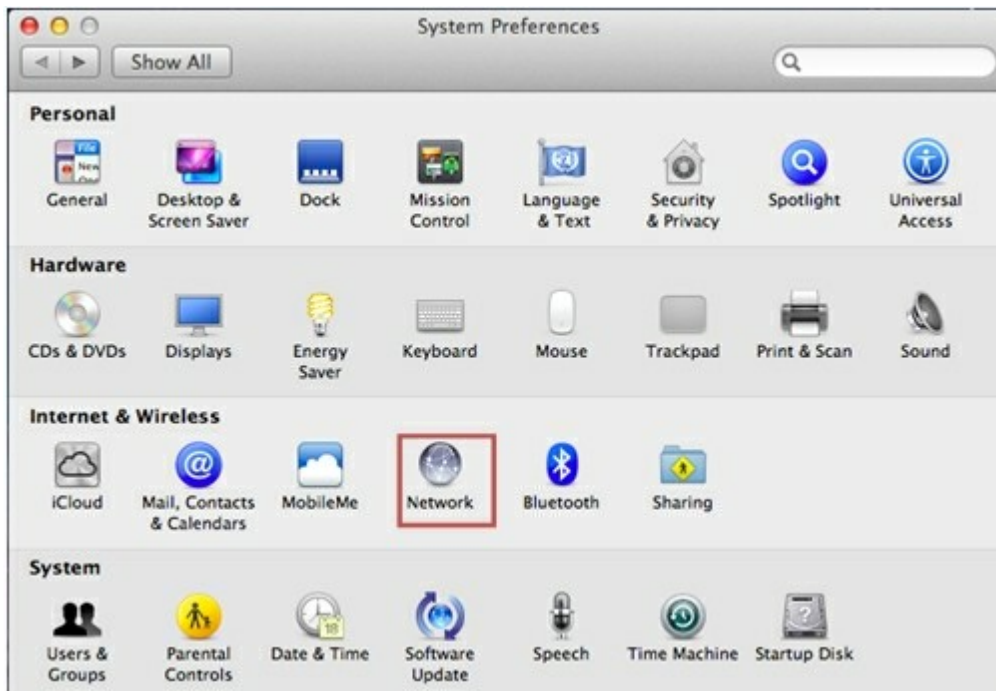 System Preferences
Show All
Personal
General
Desktop &
Screen Saver
Dock
Mission
Control
Language
& Text
Security
& Privacy
Spotlight
Universal
Access
Hardware
CDs & DVDs
Displays
Energy
Saver
Keyboard
Mouse
Trackpad
Print & Scan
Sound
Internet & Wireless
iCloud
Mail, Contacts
& Calendars
MobileMe
Network
Bluetooth
Sharing
System
Users &
Groups
Parental
Controls
Date & Time
18
Software
Update
Speech
Time Machine
?
Startup Disk